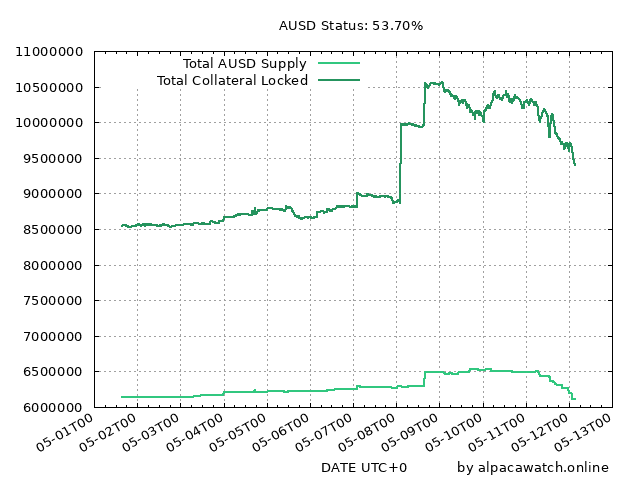 AUSD Status: 53.70%
11000000
10500000
10000000
9500000
9000000
8500000
8000000
7500000
7000000
6500000
6000000
Total AUSD Supply
Total Collateral Locked
05-01T00
05-02T00
05-03T00
05-04T00
05-05T00
05-06T00
05-07T00
05-08T00
05-09T00
05-10T00
05-11T00
05-12T00
05-13T00
DATE UTC+0
by alpacawatch.online